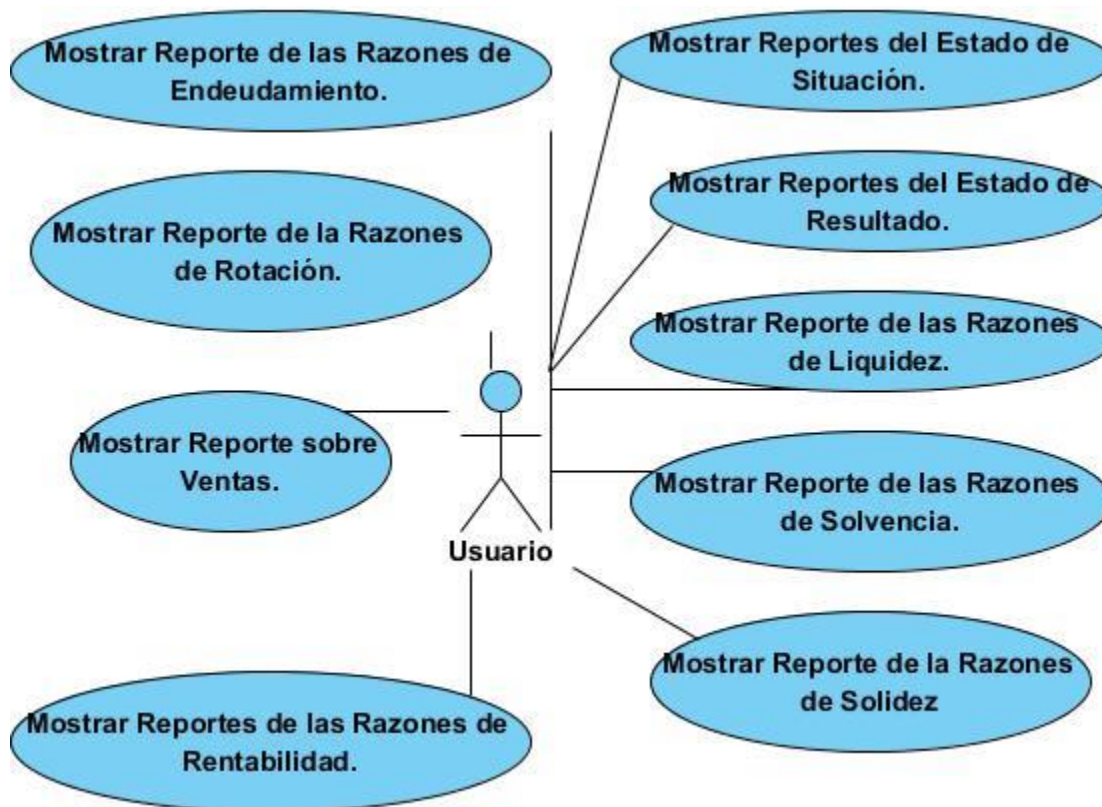 Mostrar Reporte de las Razones de
Endeudamiento.
Mostrar Reportes del Estado de
Situación.
Mostrar Reporte de la Razones
de Rotación.
Mostrar Reportes del Estado de
Resultado.
Mostrar Reporte de las Razones
de Liquidez.
Mostrar Reporte sobre
Ventas.
Mostrar Reporte de las Razones
de Solvencia.
Usuario
Mostrar Reporte de la Razones
de Solidez
Mostrar Reportes de las Razones de
Rentabilidad.